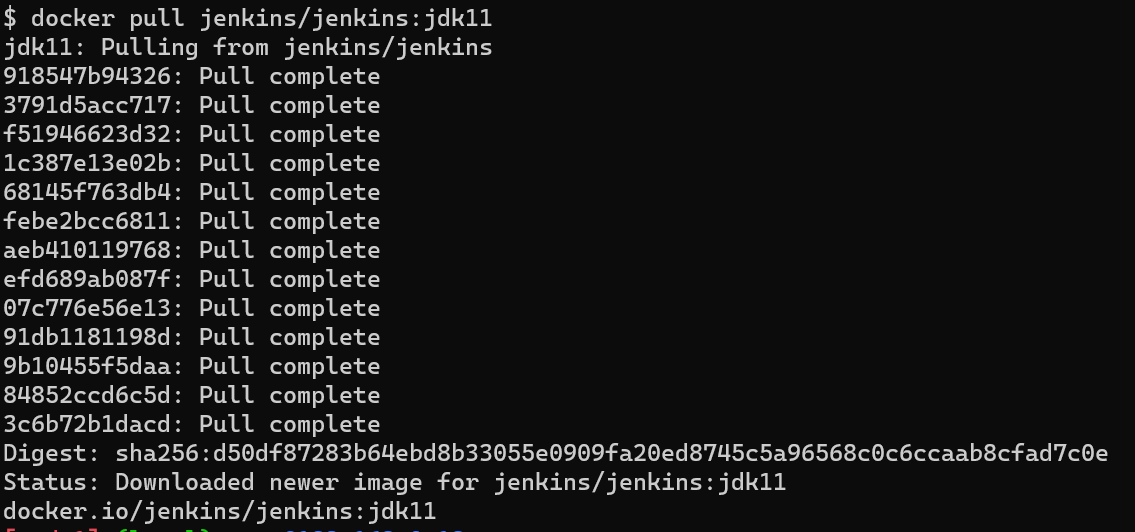 $ docker pull jenkins/jenkins:jdk11
jdk11: Pulling from jenkins/jenkins
918547b94326: Pull complete
3791d5acc717: Pull complete
f51946623d32: Pull complete
1c387e13e02b: Pull complete
68145f763db4: Pull complete
febe2bcc6811: Pull complete
aeb410119768: Pull complete
efd689ab087f: Pull complete
07c776e56e13: Pull complete
91db1181198d: Pull complete
9b10455f5daa: Pull complete
84852ccd6c5d: Pull complete
3c6b72b1dacd: Pull complete
Digest: sha256:d50df87283b64ebd8b33055e0909fa20ed8745c5a96568c0c6ccaab8cfad7c0e
Status: Downloaded newer image for jenkins/jenkins:jdk11
docker.io/jenkins/jenkins:jdk11